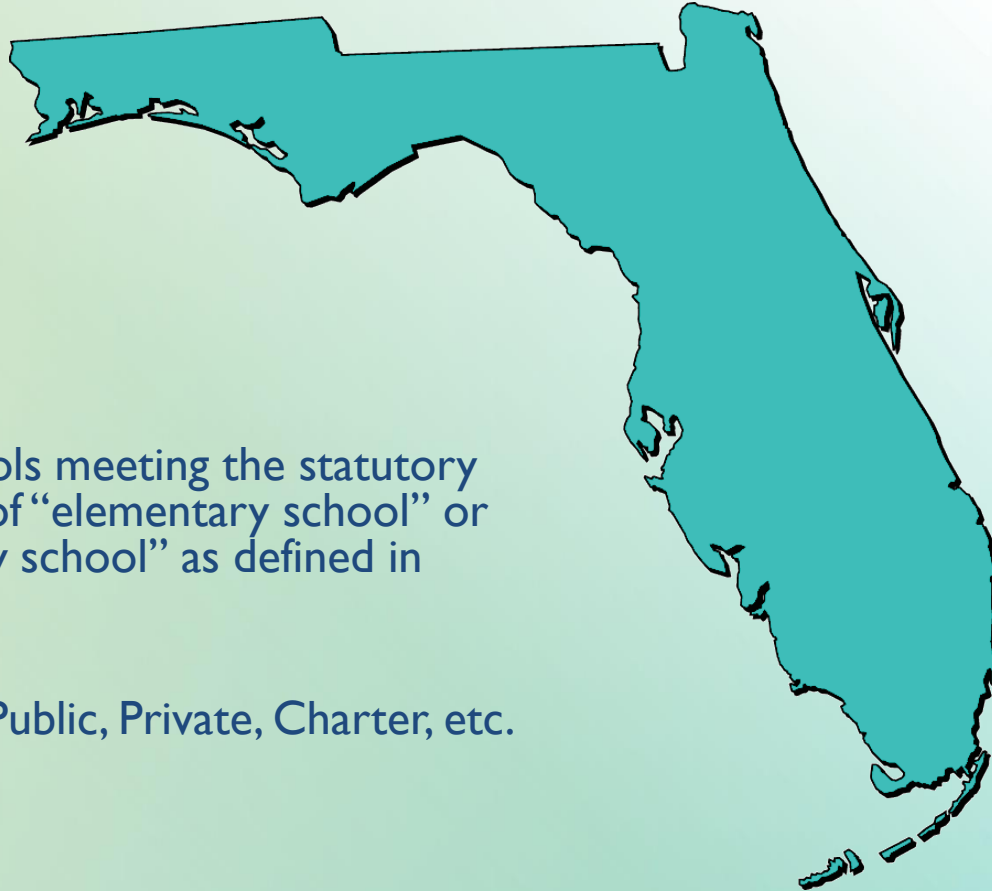 ols meeting the statutory
of “elementary school” or
y school” as defined in
Public, Private, Charter, etc.